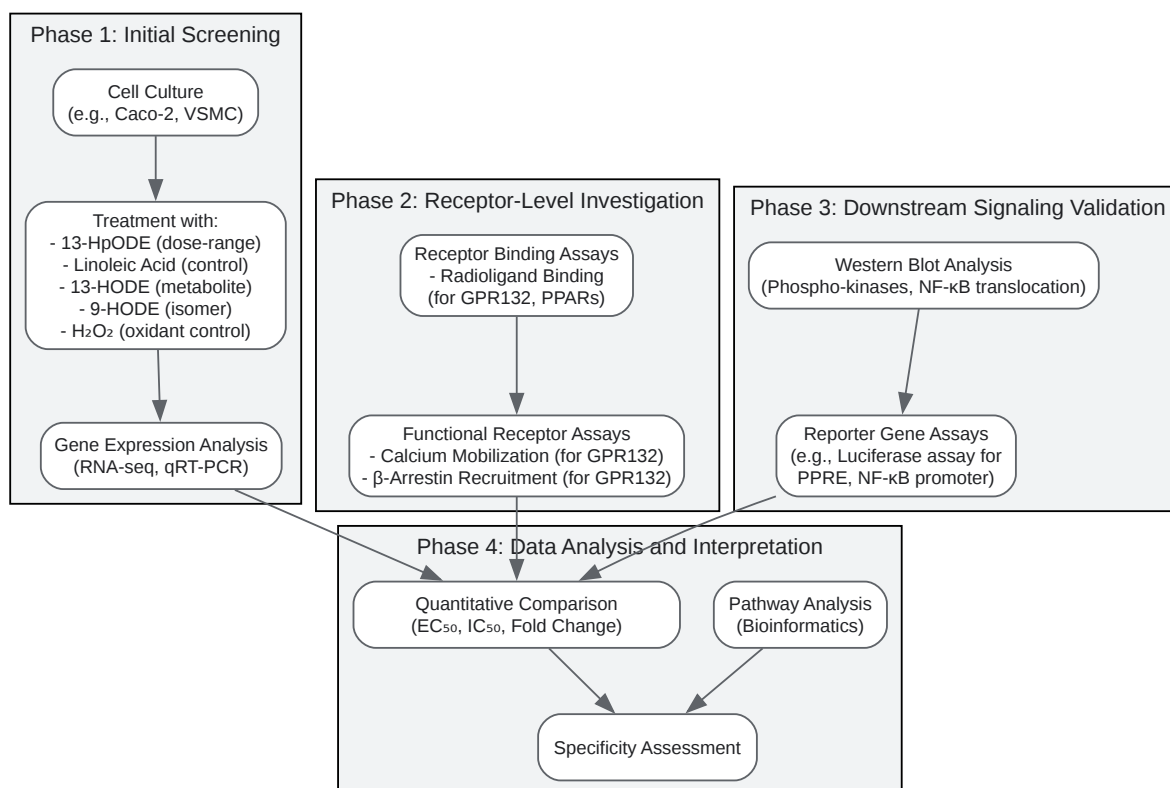 Phase 1: Initial Screening
Cell Culture
(e.g., Caco-2, VSMC)
Treatment with:
- 13-HpODE (dose-range)
- Linoleic Acid (control)
- 13-HODE (metabolite)
- 9-HODE (isomer)
- H₂O₂ (oxidant control)
Gene Expression Analysis
(RNA-seq, qRT-PCR)
Phase 2: Receptor-Level Investigation
Receptor Binding Assays
- Radioligand Binding
(for GPR132, PPARs)
Functional Receptor Assays
- Calcium Mobilization (for GPR132)
- β-Arrestin Recruitment (for GPR132)
Phase 3: Downstream Signaling Validation
Western Blot Analysis
(Phospho-kinases, NF-κB translocation)
Reporter Gene Assays
(e.g., Luciferase assay for
PPRE, NF-κB promoter)
Phase 4: Data Analysis and Interpretation
Quantitative Comparison
(EC₅₀, IC₅₀, Fold Change)
Pathway Analysis
(Bioinformatics)
Specificity Assessment